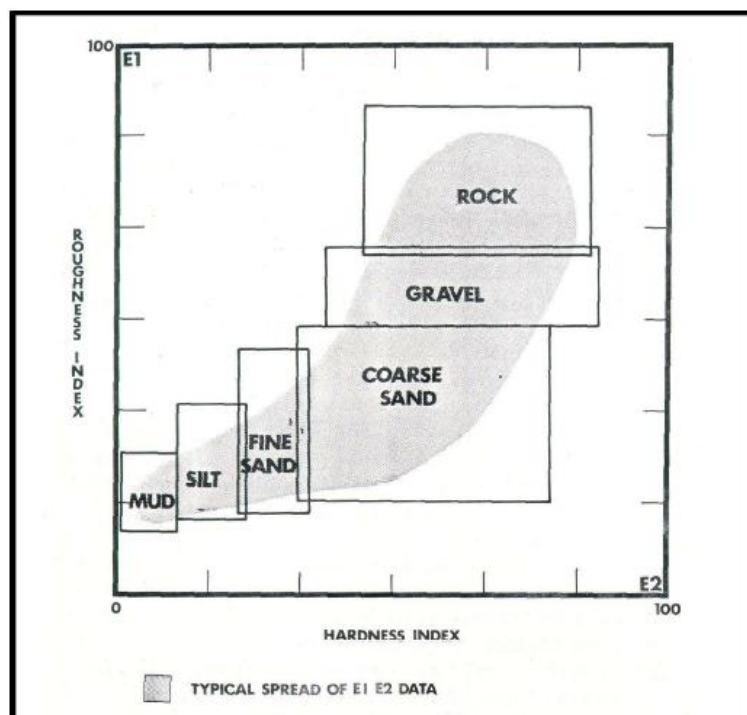 100
E1
ROUGHNESS INDEX
ROCK
GRAVEL
COARSE
SAND
FINE
SAND
SILT
MUD
E2
0
100
HARDNESS INDEX
TYPICAL SPREAD OF E1 E2 DATA